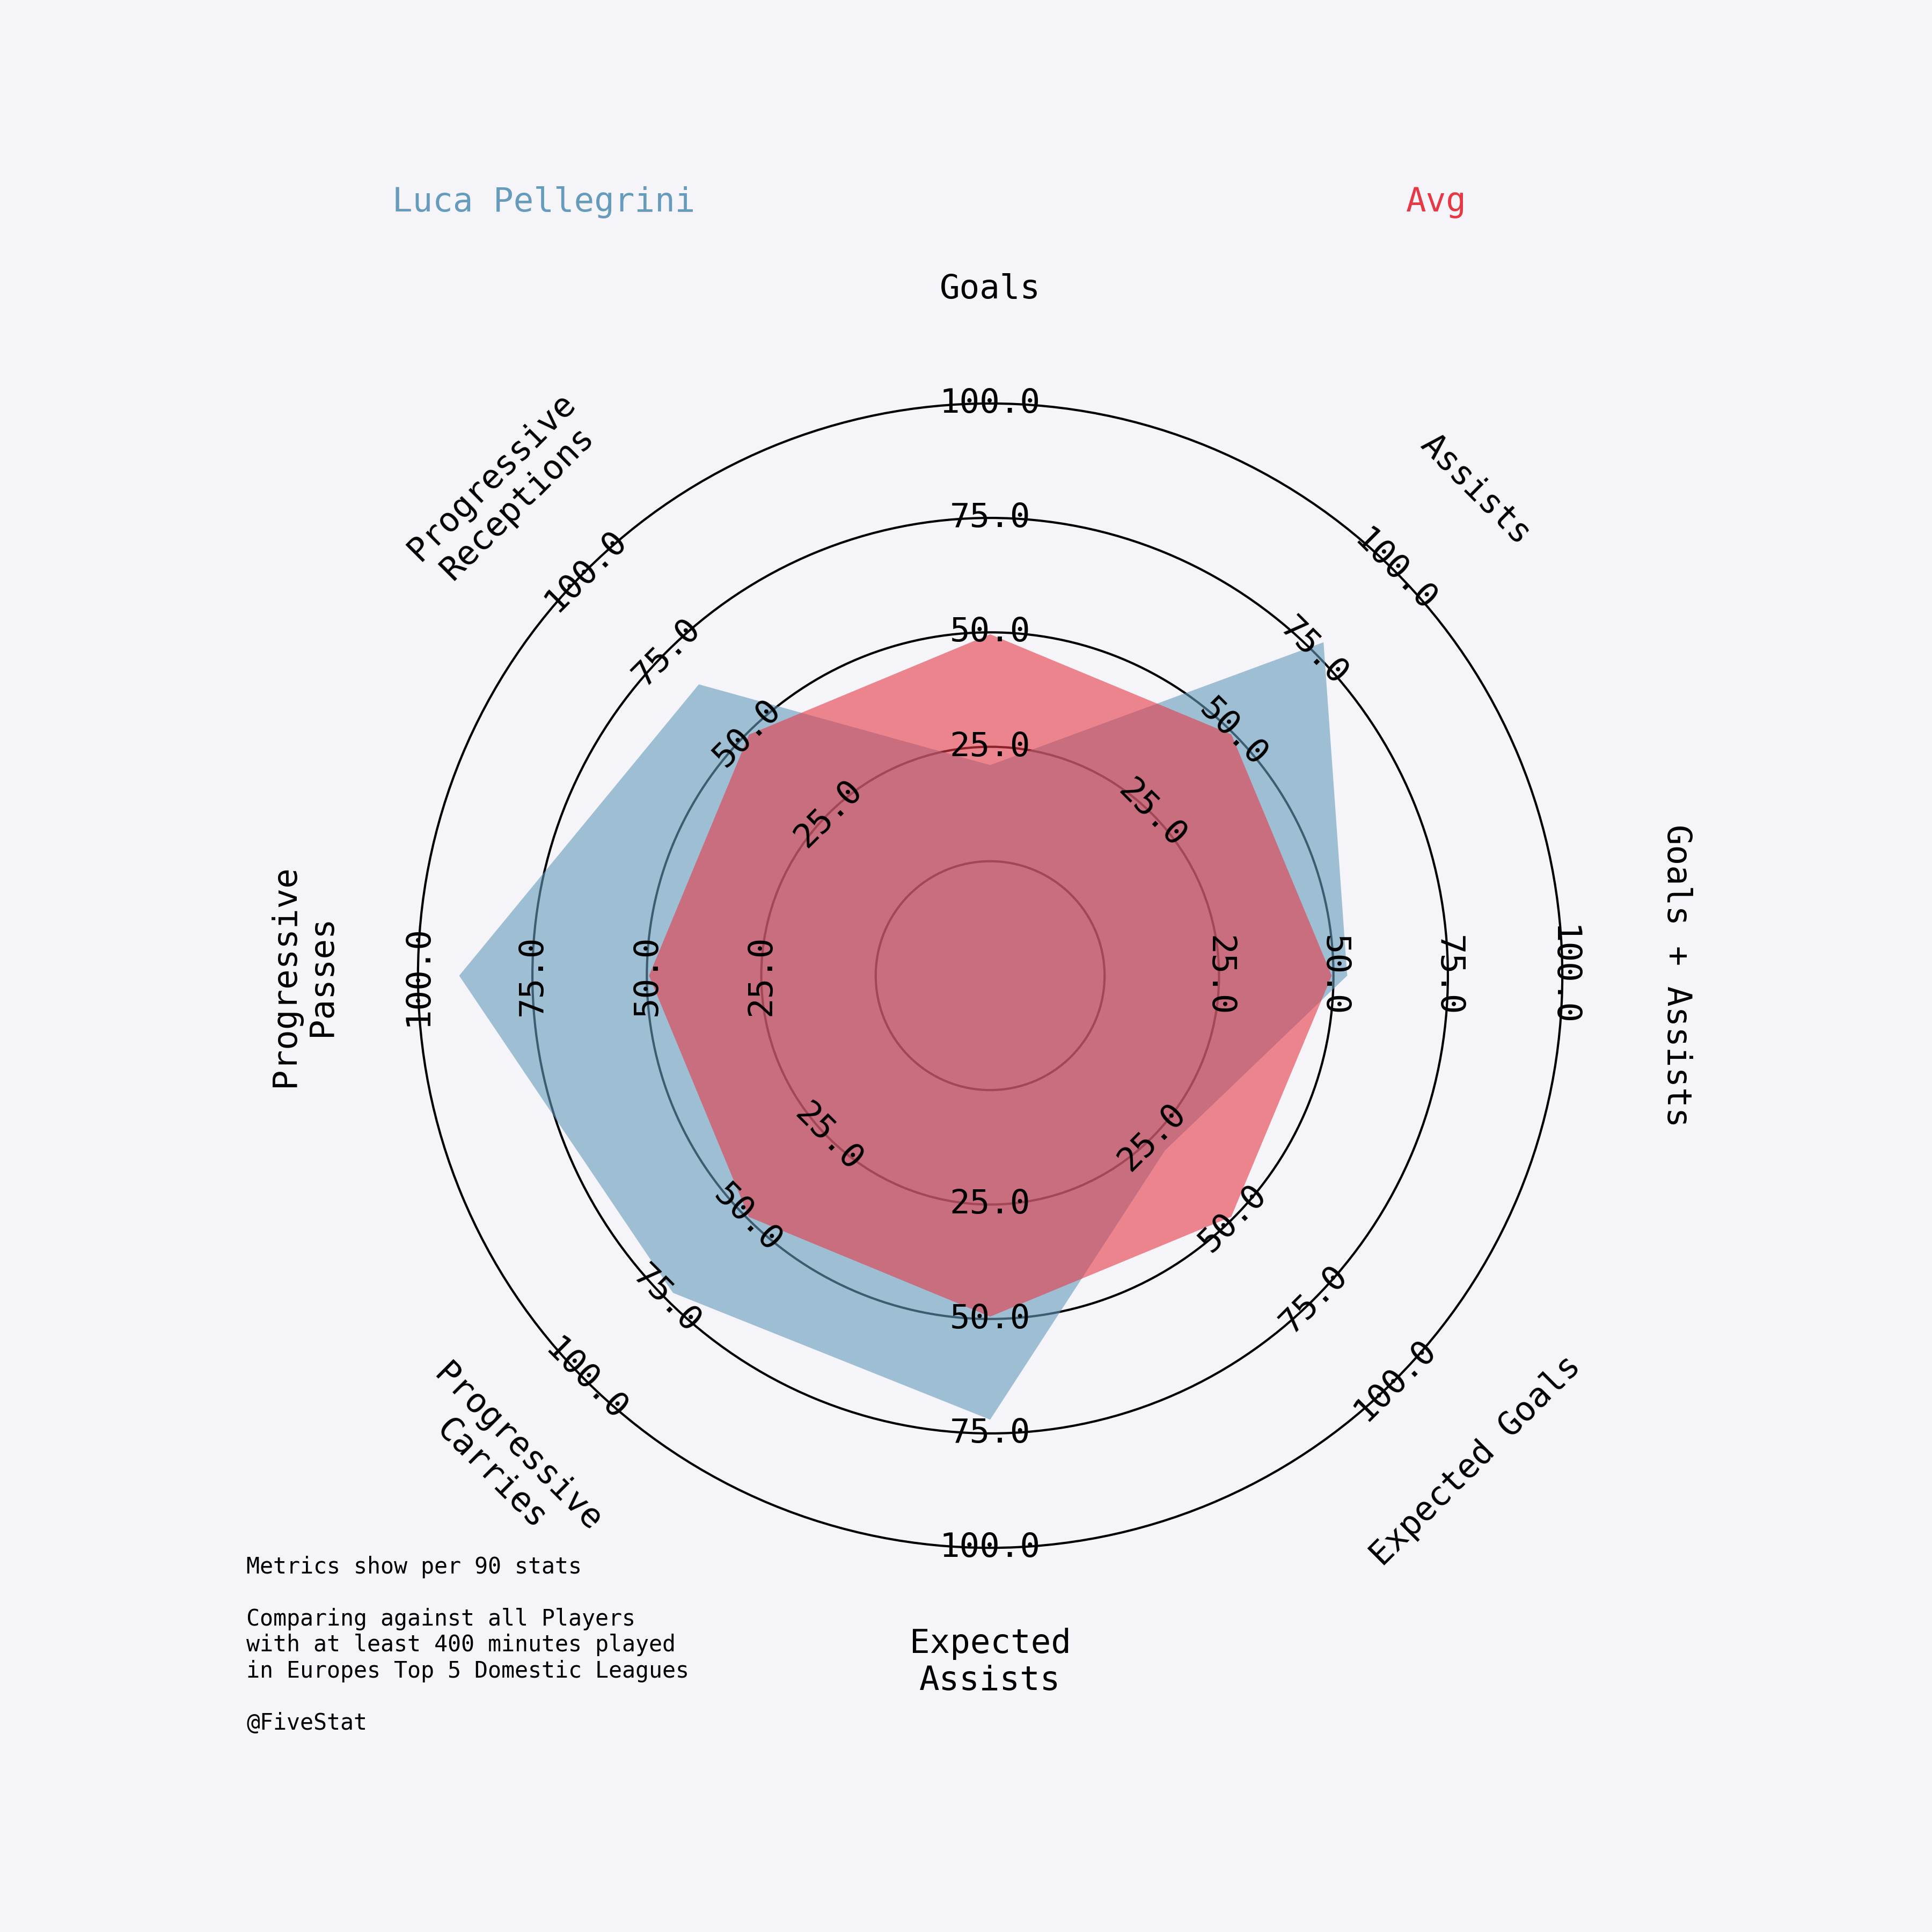 Luca Pellegrini
Avg
Goals
Assists
Goals + Assists
Expected Goals
Expected
Assists
Progressive
Carries
Progressive
Passes
Progressive
Receptions
25.0
50.0
75.0
100.0
25.0
50.0
75.0
100.0
25.0
50.0
75.0
100.0
25.0
50.0
75.0
100.0
25.0
50.0
75.0
100.0
25.0
50.0
75.0
100.0
25.0
50.0
75.0
100.0
25.0
50.0
75.0
100.0
Metrics show per 90 stats
Comparing against all Players
with at least 400 minutes played
in Europes Top 5 Domestic Leagues
@FiveStat